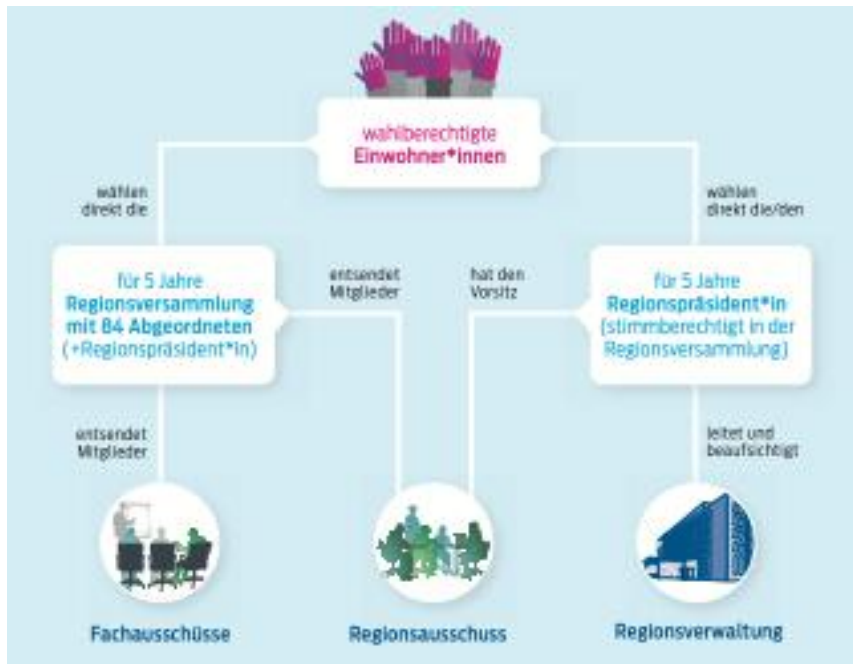 wahlberechtigte
Einwohner*innen
wählen
direkt die
wählen
direkt die/den
für 5 Jahre
Regionsversammlung
mit 84 Abgeordneten
(+Regionspräsident*in)
entsendet
Mitglieder
hat den
Vorsitz
für 5 Jahre
Regionspräsident*in
(stimmberechtigt in der
Regionsversammlung)
entsendet
Mitglieder
leitet und
beaufsichtigt
Fachausschüsse
Regionsausschuss
Regionsverwaltung